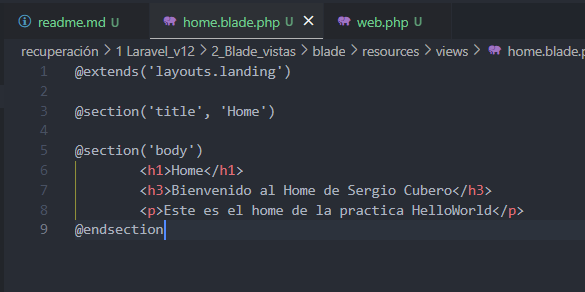 readme.md U home.blade.php U web.php U
recuperación > 1 Laravel_v12 > 2_Blade_vistas > blade > resources > views > home.blade.p
1 @extends('layouts.landing')
2
3 @section('title', 'Home')
4
5 @section('body')
6 <h1>Home</h1>
7 <h3>Bienvenido al Home de Sergio Cubero</h3>
8 <p>Este es el home de la practica HelloWorld</p>
9 @endsection